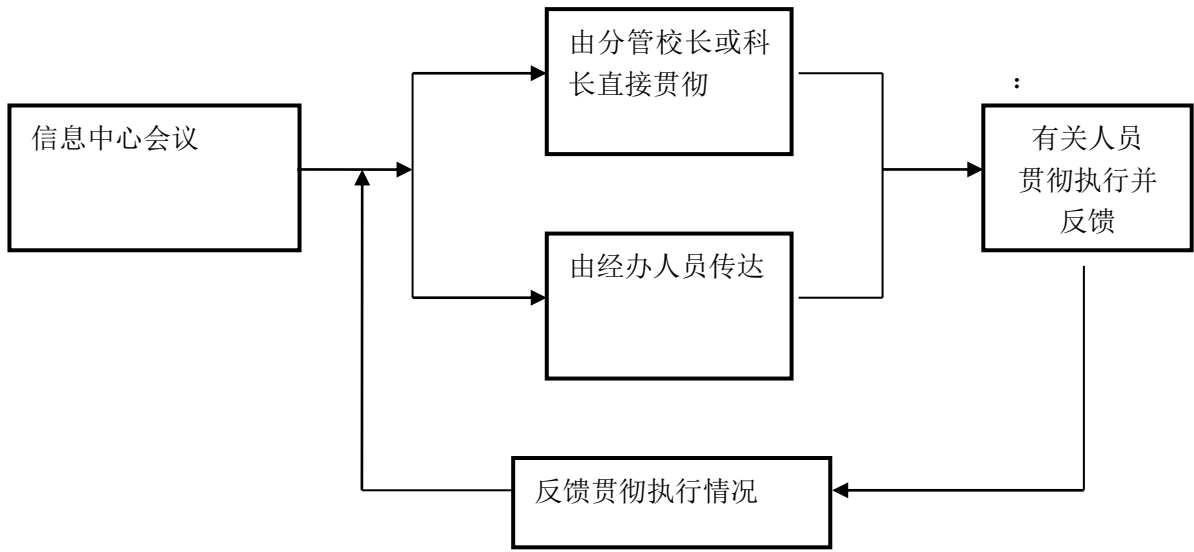 由分管校长或科
长直接贯彻
：
信息中心会议
有关人员
贯彻执行并
反馈
由经办人员传达
反馈贯彻执行情况